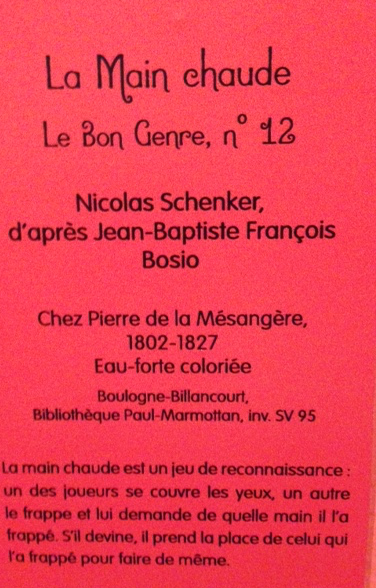 La Main chaude
Le Bon Genre, n° 12
Nicolas Schenker,
d'après Jean-Baptiste François
Bosio
Chez Pierre de la Mésangère,
1802-1827
Eau-forte coloriée
Boulogne-Billancourt,
Bibliothèque Paul-Marmottan, inv. SV 95
La main chaude est un jeu de reconnaissance :
un des joueurs se couvre les yeux, un autre
le frappe et lui demande de quelle main il l'a
frappé. S'il devine, il prend la place de celui qui
l'a frappé pour faire de même.